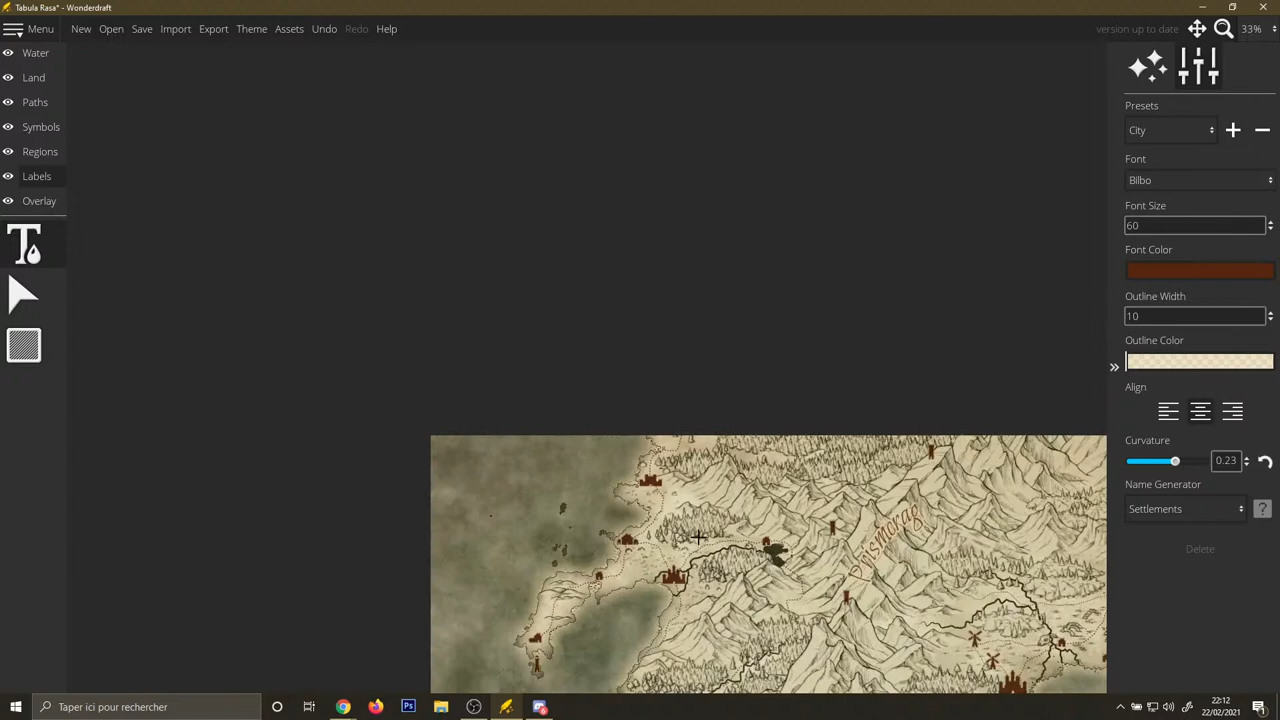 Tabula Rasa* - Wonderdraft
Menu New Open Save Import Export Theme Assets Undo Redo Help version up to date 33%
Water
Land
Paths
Symbols
Regions
Labels
Overlay
Presets
City
Font
Bilbo
Font Size
60
Font Color
Outline Width
10
Outline Color
Align
Curvature
0.23
Name Generator
Settlements ?
Delete
Prismorag
Taper ici pour rechercher
Ps
22:12
22/02/2021